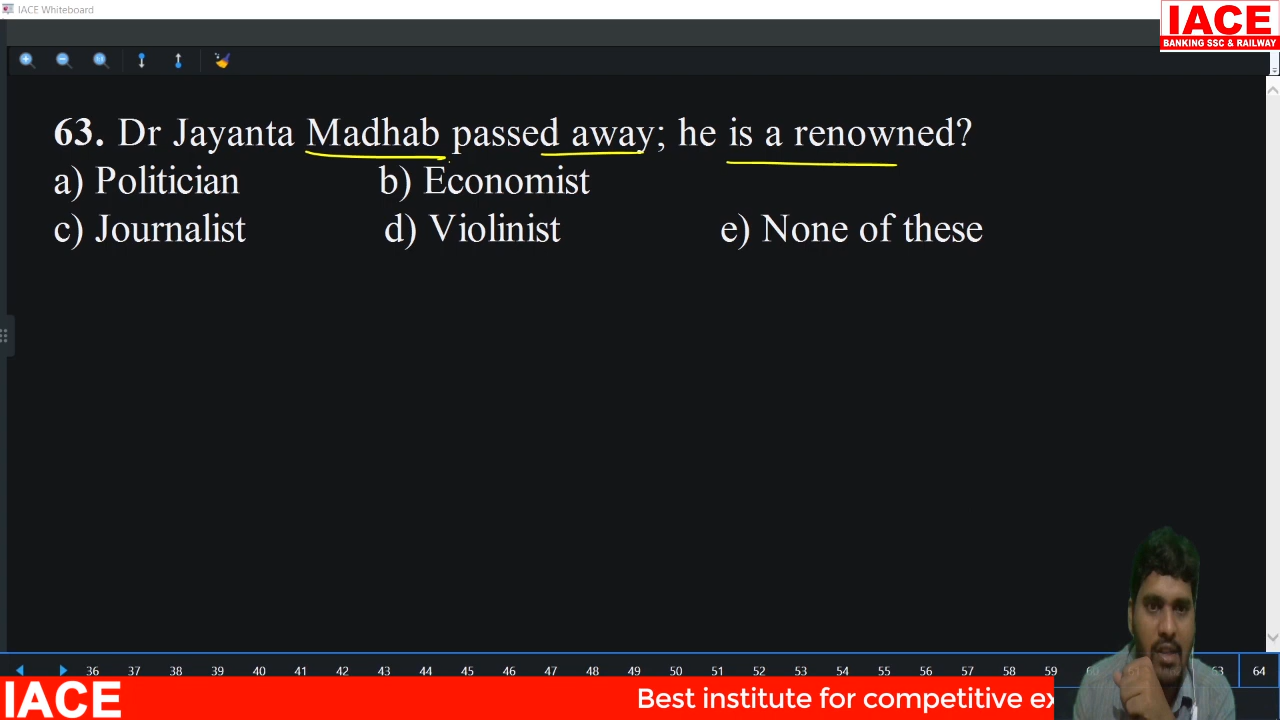 IACE Whiteboard
IACE
BANKING SSC & RAILWAY
63. Dr Jayanta Madhab passed away; he is a renowned?
a) Politician b) Economist
c) Journalist d) Violinist e) None of these
36 37 38 39 40 41 42 43 44 45 46 47 48 49 50 51 52 53 54 55 56 57 58 59 60 63 64
IACE Best institute for competitive ex